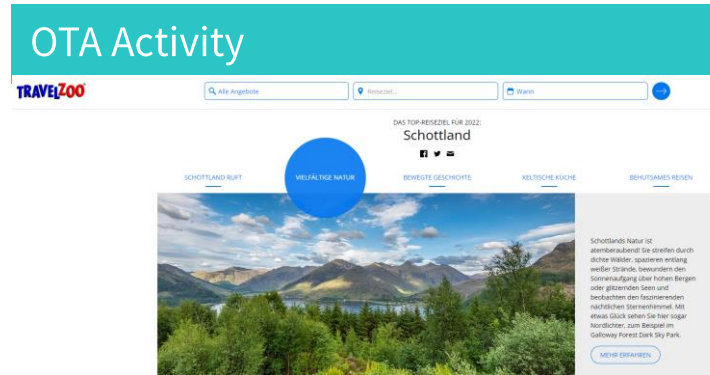 OTA Activity
TRAVELZOO
Alle Angebote
Reiseziel...
Wann
DAS TOP-REISEZIEL FÜR 2022:
Schottland
SCHOTTLAND RUFT
VIELFÄLTIGE NATUR
BEWEGTE GESCHICHTE
KELTISCHE KÜCHE
BEHUTSAMES REISEN
Schottlands Natur ist
atemberaubend! Sie streifen durch
dichte Wälder, spazieren entlang
weißer Strände, bewundern den
Sonnenaufgang über hohen Bergen
oder glitzernden Seen und
beobachten den faszinierenden
nächtlichen Sternenhimmel. Mit
etwas Glück sehen Sie hier sogar
Nordlichter, zum Beispiel im
Galloway Forest Dark Sky Park.
MEHR ERFAHREN